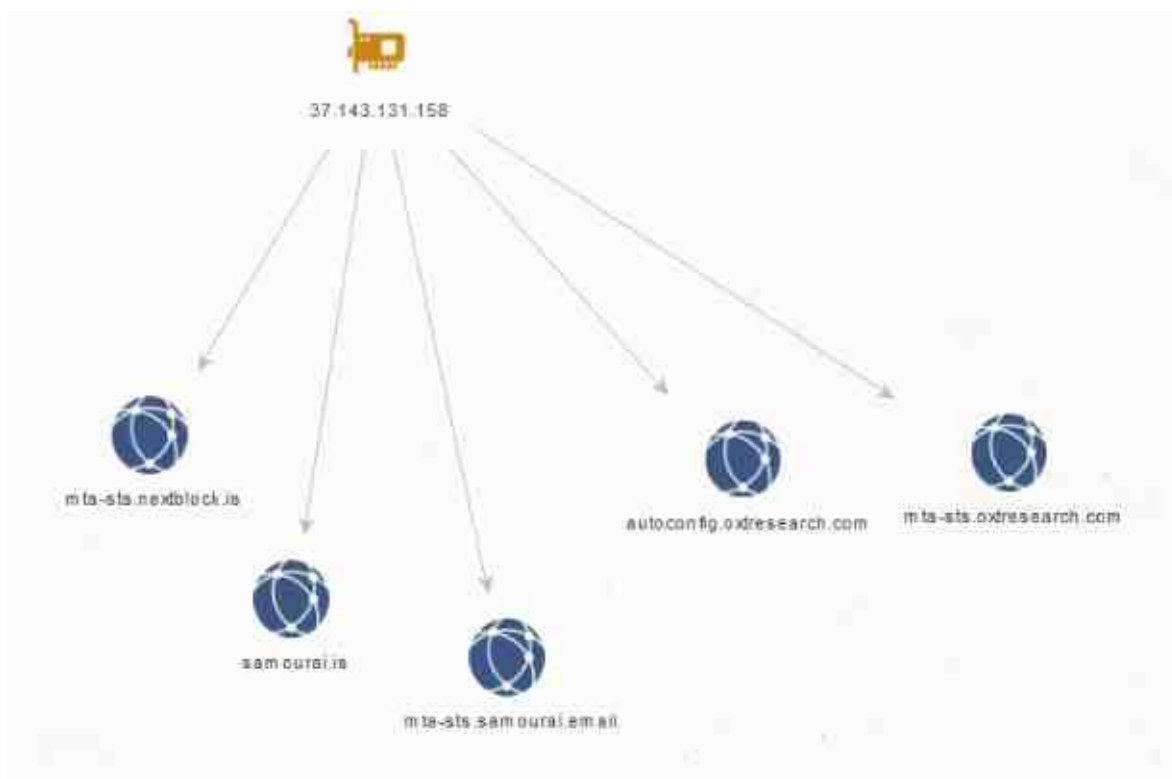 37.143.131.158
mta-sts.nextblock.is
samourai.is
mta-sts.samourai.email
autoconfig.oxtresearch.com
mta-sts.oxtresearch.com